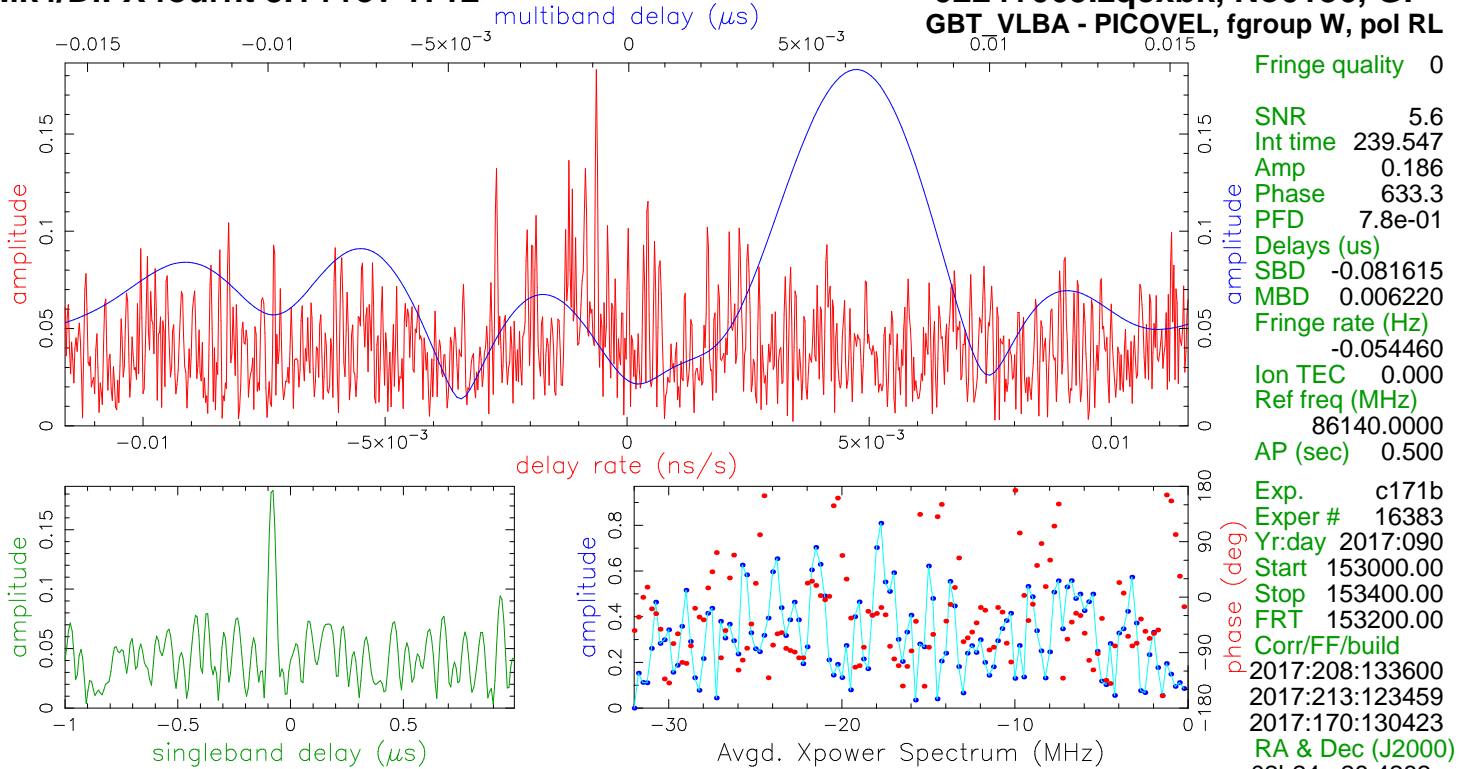 GBT_VLBA - PICOVEL, fgroup W, pol RL
multiband delay (μs)
−0.015 −0.01 −5×10⁻³ 0 5×10⁻³ 0.01 0.015
amplitude
0 0.05 0.1 0.15
0 0.05 0.1 0.15
amplitude
−0.01 −5×10⁻³ 0 5×10⁻³ 0.01
delay rate (ns/s)
Fringe quality 0
SNR 5.6
Int time 239.547
Amp 0.186
Phase 633.3
PFD 7.8e-01
Delays (us)
SBD -0.081615
MBD 0.006220
Fringe rate (Hz)
-0.054460
Ion TEC 0.000
Ref freq (MHz)
86140.0000
AP (sec) 0.500
Exp. c171b
Exper # 16383
Yr:day 2017:090
Start 153000.00
Stop 153400.00
FRT 153200.00
Corr/FF/build
2017:208:133600
2017:213:123459
2017:170:130423
RA & Dec (J2000)
amplitude
0 0.05 0.1 0.15
−1 −0.5 0 0.5
singleband delay (μs)
amplitude
0 0.2 0.4 0.6 0.8
−30 −20 −10 0
Avgd. Xpower Spectrum (MHz)
−180 −90 0 90 180
phase (deg)